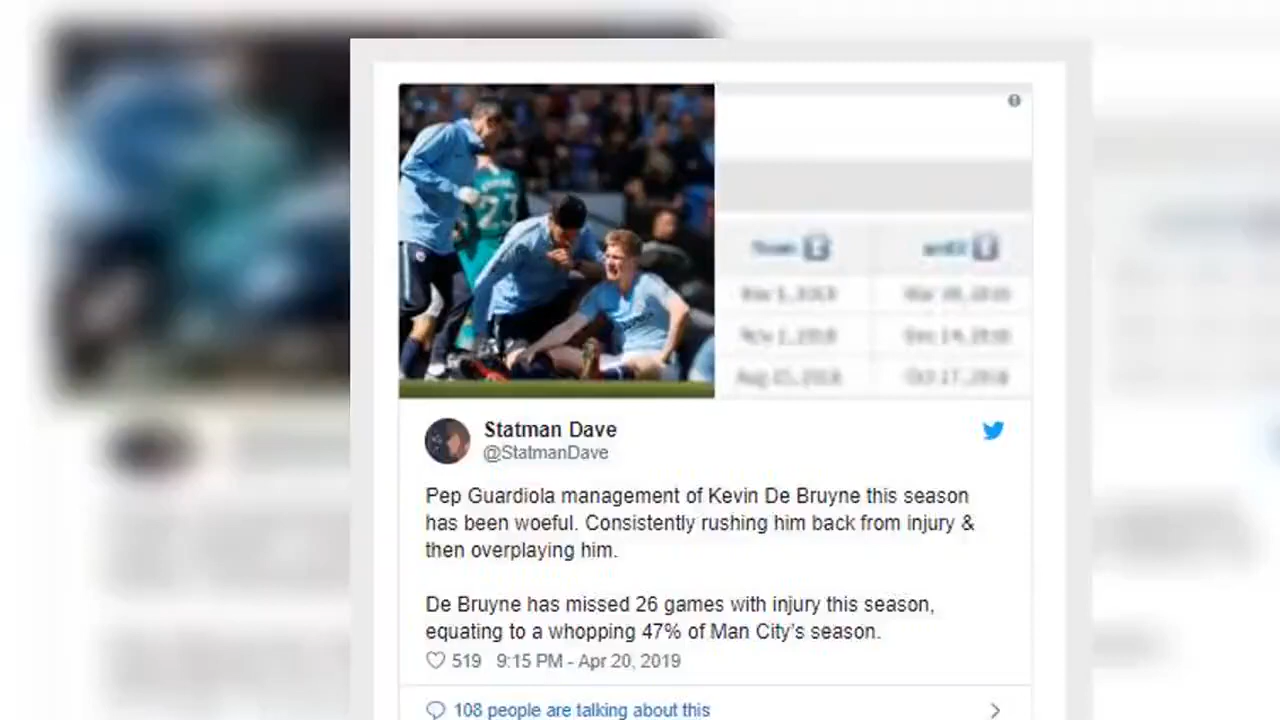 23
Statman Dave
@StatmanDave
Pep Guardiola management of Kevin De Bruyne this season
has been woeful. Consistently rushing him back from injury &
then overplaying him.
De Bruyne has missed 26 games with injury this season,
equating to a whopping 47% of Man City's season.
519 9:15 PM - Apr 20, 2019
108 people are talking about this